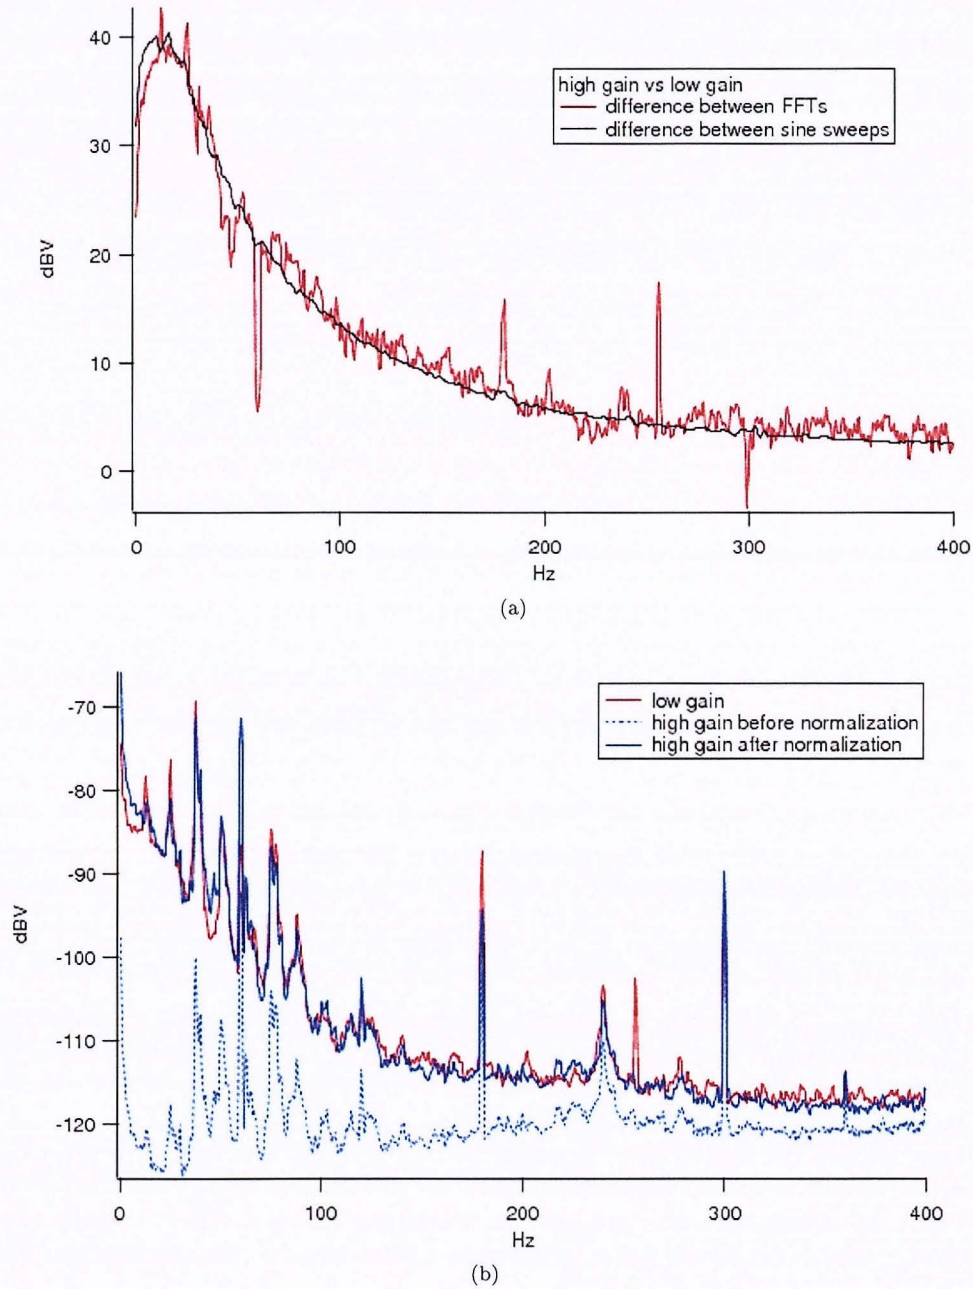 40
30
20
10
0
dBV
high gain vs low gain
difference between FFTs
difference between sine sweeps
0 100 200 300 400
Hz
(a)
-70
-80
-90
-100
-110
-120
dBV
low gain
high gain before normalization
high gain after normalization
0 100 200 300 400
Hz
(b)